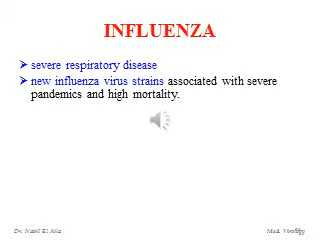 INFLUENZA
➢ severe respiratory disease
➢ new influenza virus strains associated with severe
pandemics and high mortality.
Dr. Nabil El Aila
Med. Virology